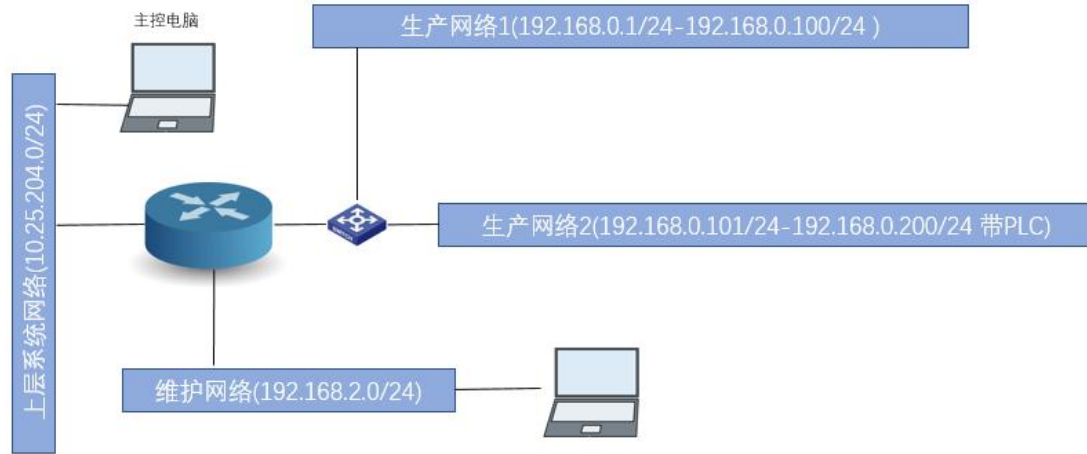 主控电脑
生产网络1(192.168.0.1/24-192.168.0.100/24 )
上层系统网络(10.25.204.0/24)
生产网络2(192.168.0.101/24-192.168.0.200/24 带PLC)
维护网络(192.168.2.0/24)